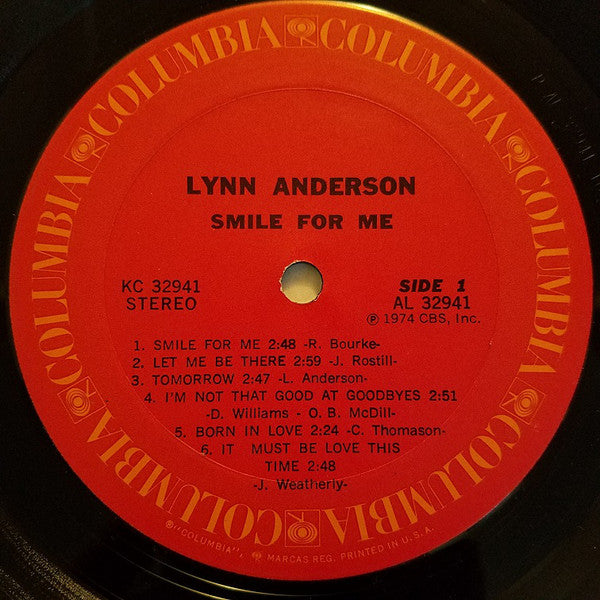 COLUMBIA COLUMBIA COLUMBIA COLUMBIA COLUMBIA COLUMBIA
LYNN ANDERSON
SMILE FOR ME
KC 32941
STEREO
SIDE 1
AL 32941
℗ 1974 CBS, Inc.
1. SMILE FOR ME 2:48 -R. Bourke-
2. LET ME BE THERE 2:59 -J. Rostill-
3. TOMORROW 2:47 -L. Anderson-
4. I'M NOT THAT GOOD AT GOODBYES 2:51
-D. Williams - O. B. McDill-
5. BORN IN LOVE 2:24 -C. Thomason-
6. IT MUST BE LOVE THIS
TIME 2:48
-J. Weatherly-
®"COLUMBIA", MARCAS REG. PRINTED IN U.S.A.